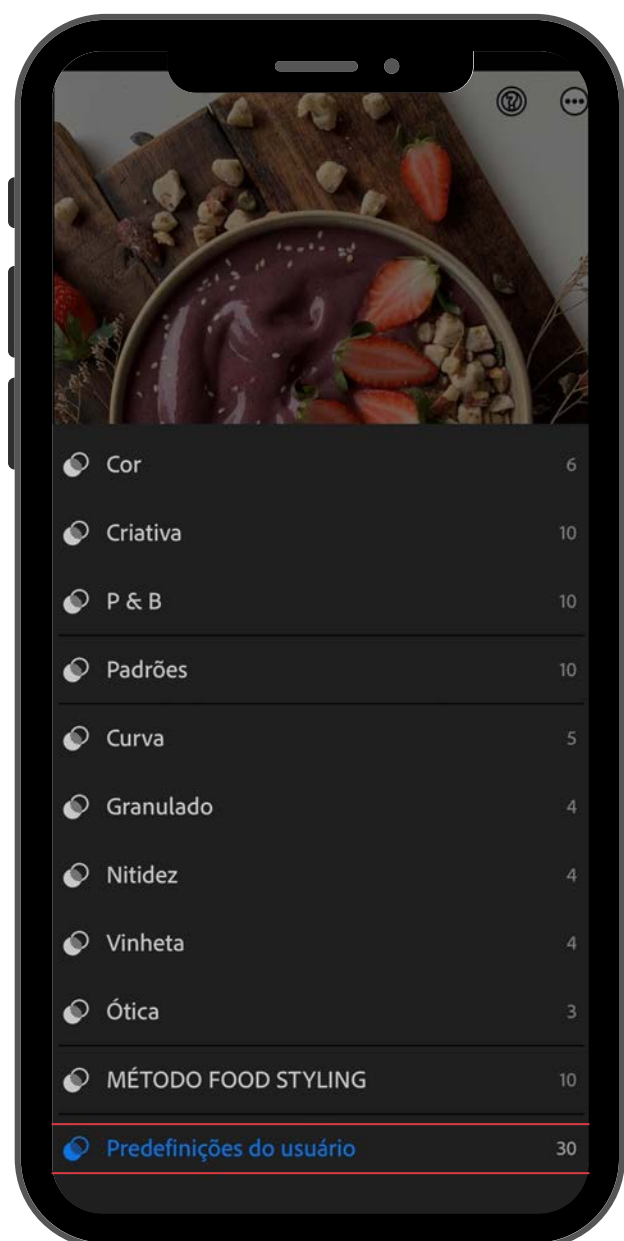 Cor 6
Criativa 10
P & B 10
Padrões 10
Curva 5
Granulado 4
Nitidez 4
Vinheta 4
Ótica 3
MÉTODO FOOD STYLING 10
Predefinições do usuário 30